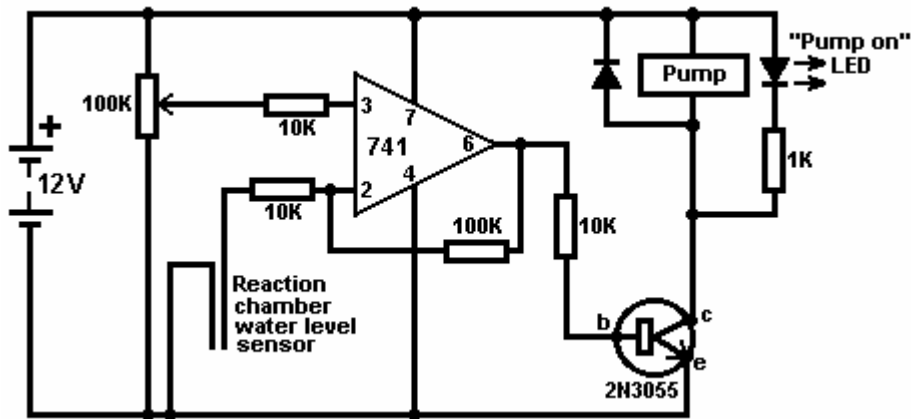 "Pump on"
LED
Pump
100K
10K
3
7
741
6
+
12V
2
4
10K
100K
10K
1K
Reaction
chamber
water level
sensor
b
c
e
2N3055